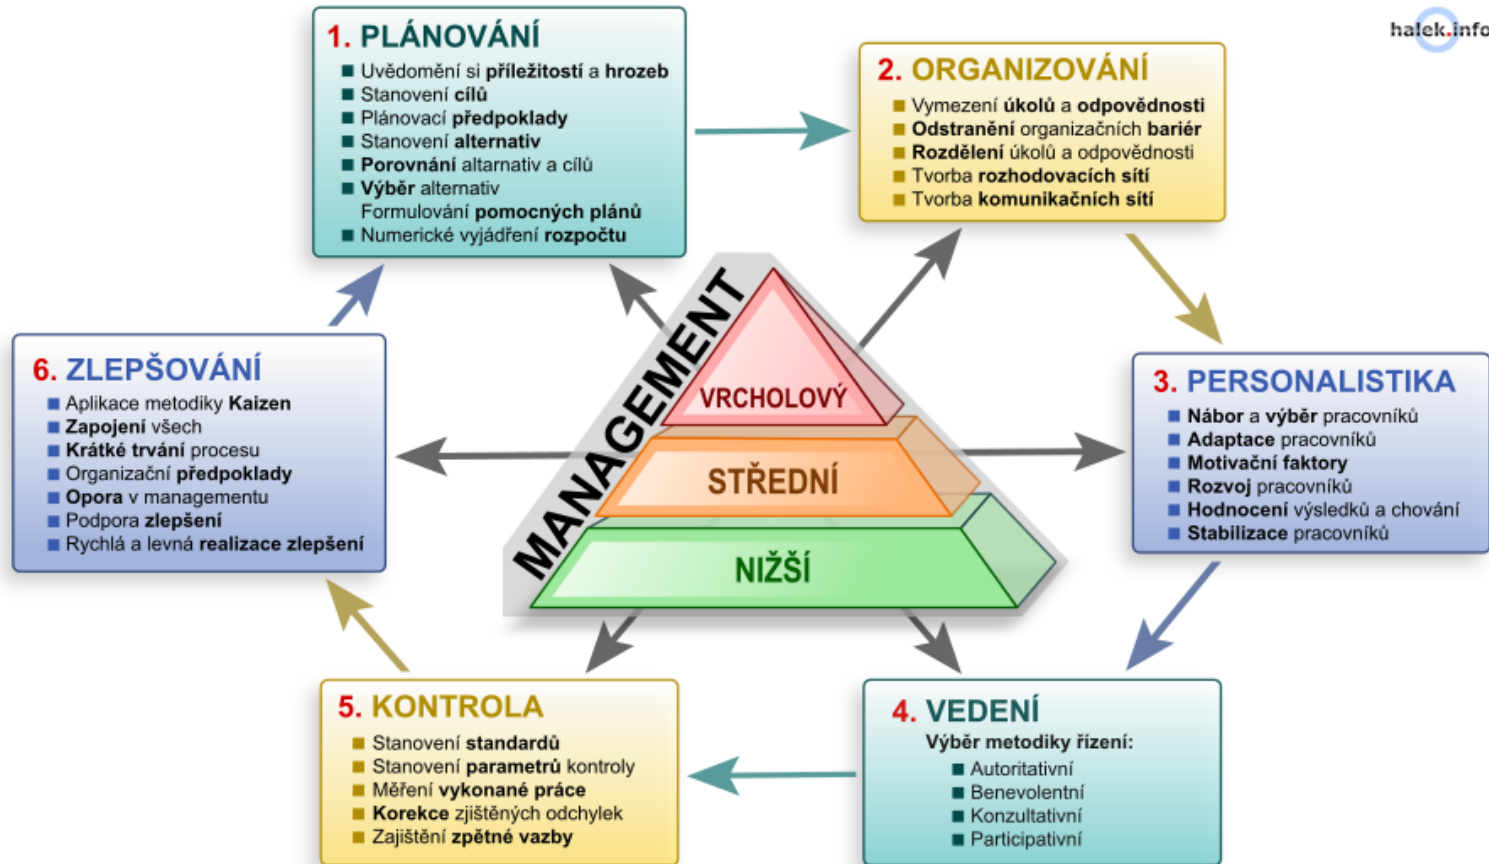 halek.info
1. PLÁNOVÁNÍ
Uvědomění si příležitostí a hrozeb
Stanovení cílů
Plánovací předpoklady
Stanovení alternativ
Porovnání altarnativ a cílů
Výběr alternativ
Formulování pomocných plánů
Numerické vyjádření rozpočtu
2. ORGANIZOVÁNÍ
Vymezení úkolů a odpovědnosti
Odstranění organizačních bariér
Rozdělení úkolů a odpovědnosti
Tvorba rozhodovacích sítí
Tvorba komunikačních sítí
3. PERSONALISTIKA
Nábor a výběr pracovníků
Adaptace pracovníků
Motivační faktory
Rozvoj pracovníků
Hodnocení výsledků a chování
Stabilizace pracovníků
4. VEDENÍ
Výběr metodiky řízení:
Autoritativní
Benevolentní
Konzultativní
Participativní
5. KONTROLA
Stanovení standardů
Stanovení parametrů kontroly
Měření vykonané práce
Korekce zjištěných odchylek
Zajištění zpětné vazby
6. ZLEPŠOVÁNÍ
Aplikace metodiky Kaizen
Zapojení všech
Krátké trvání procesu
Organizační předpoklady
Opora v managementu
Podpora zlepšení
Rychlá a levná realizace zlepšení
MANAGEMENT
VRCHOLOVÝ
STŘEDNÍ
NIŽŠÍ